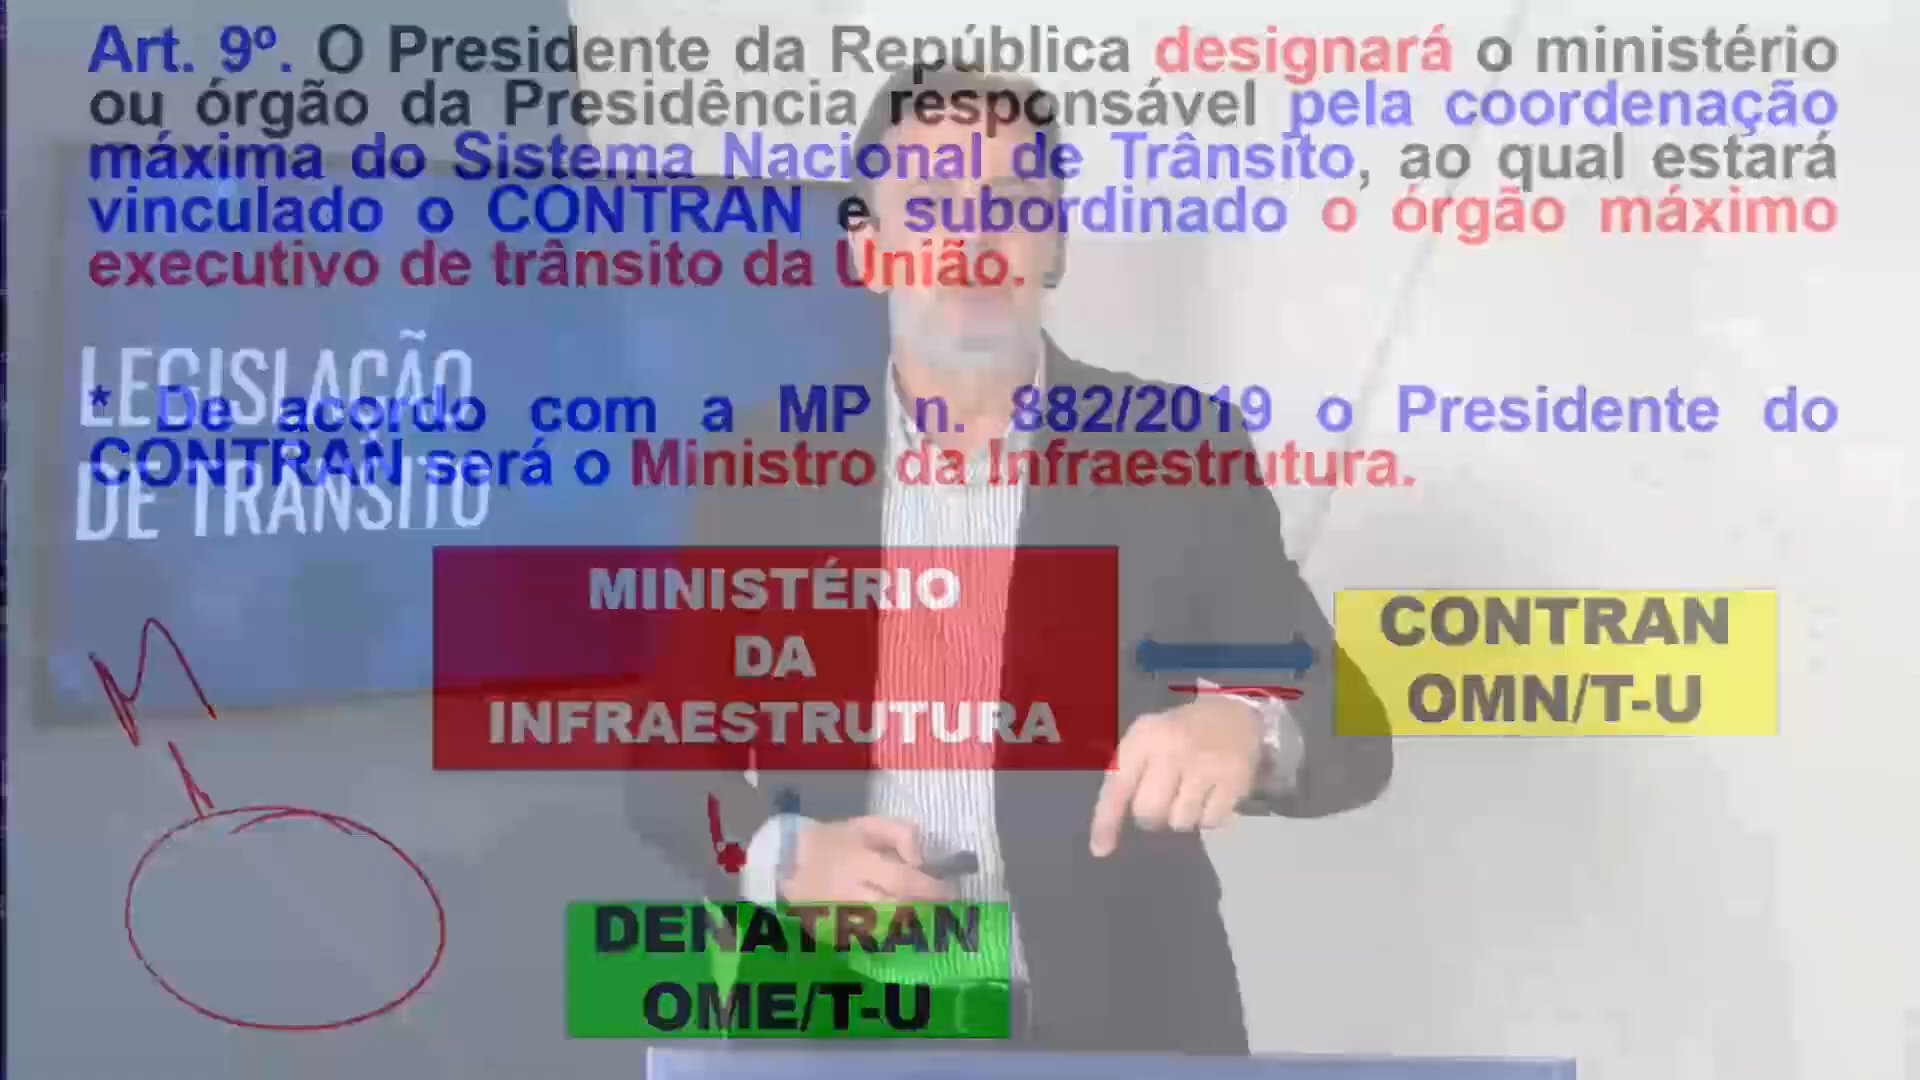 Art. 9º. O Presidente da República designará o ministério
ou órgão da Presidência responsável pela coordenação
máxima do Sistema Nacional de Trânsito, ao qual estará
vinculado o CONTRAN e subordinado o órgão máximo
executivo de trânsito da União.
LEGISLAÇÃO
DE TRÂNSITO
* De acordo com a MP n. 882/2019 o Presidente do
CONTRAN será o Ministro da Infraestrutura.
MINISTÉRIO
DA
INFRAESTRUTURA
CONTRAN
OMN/T-U
M
DENATRAN
OME/T-U